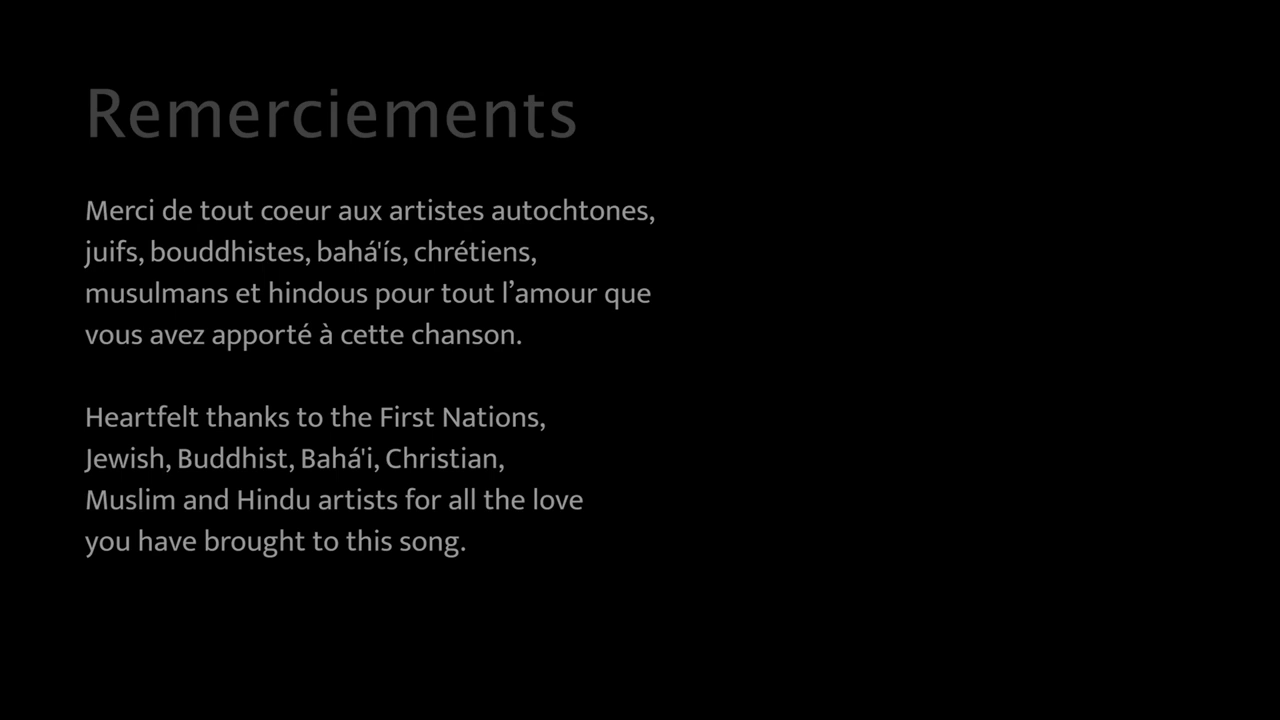 Remerciements
Merci de tout coeur aux artistes autochtones,
juifs, bouddhistes, bahá'ís, chrétiens,
musulmans et hindous pour tout l’amour que
vous avez apporté à cette chanson.
Heartfelt thanks to the First Nations,
Jewish, Buddhist, Bahá'i, Christian,
Muslim and Hindu artists for all the love
you have brought to this song.